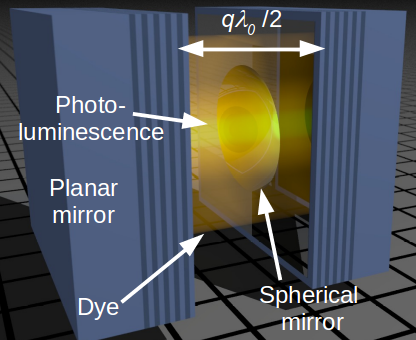 qλ₀ /2
Photo-
luminescence
Planar
mirror
Dye
Spherical
mirror